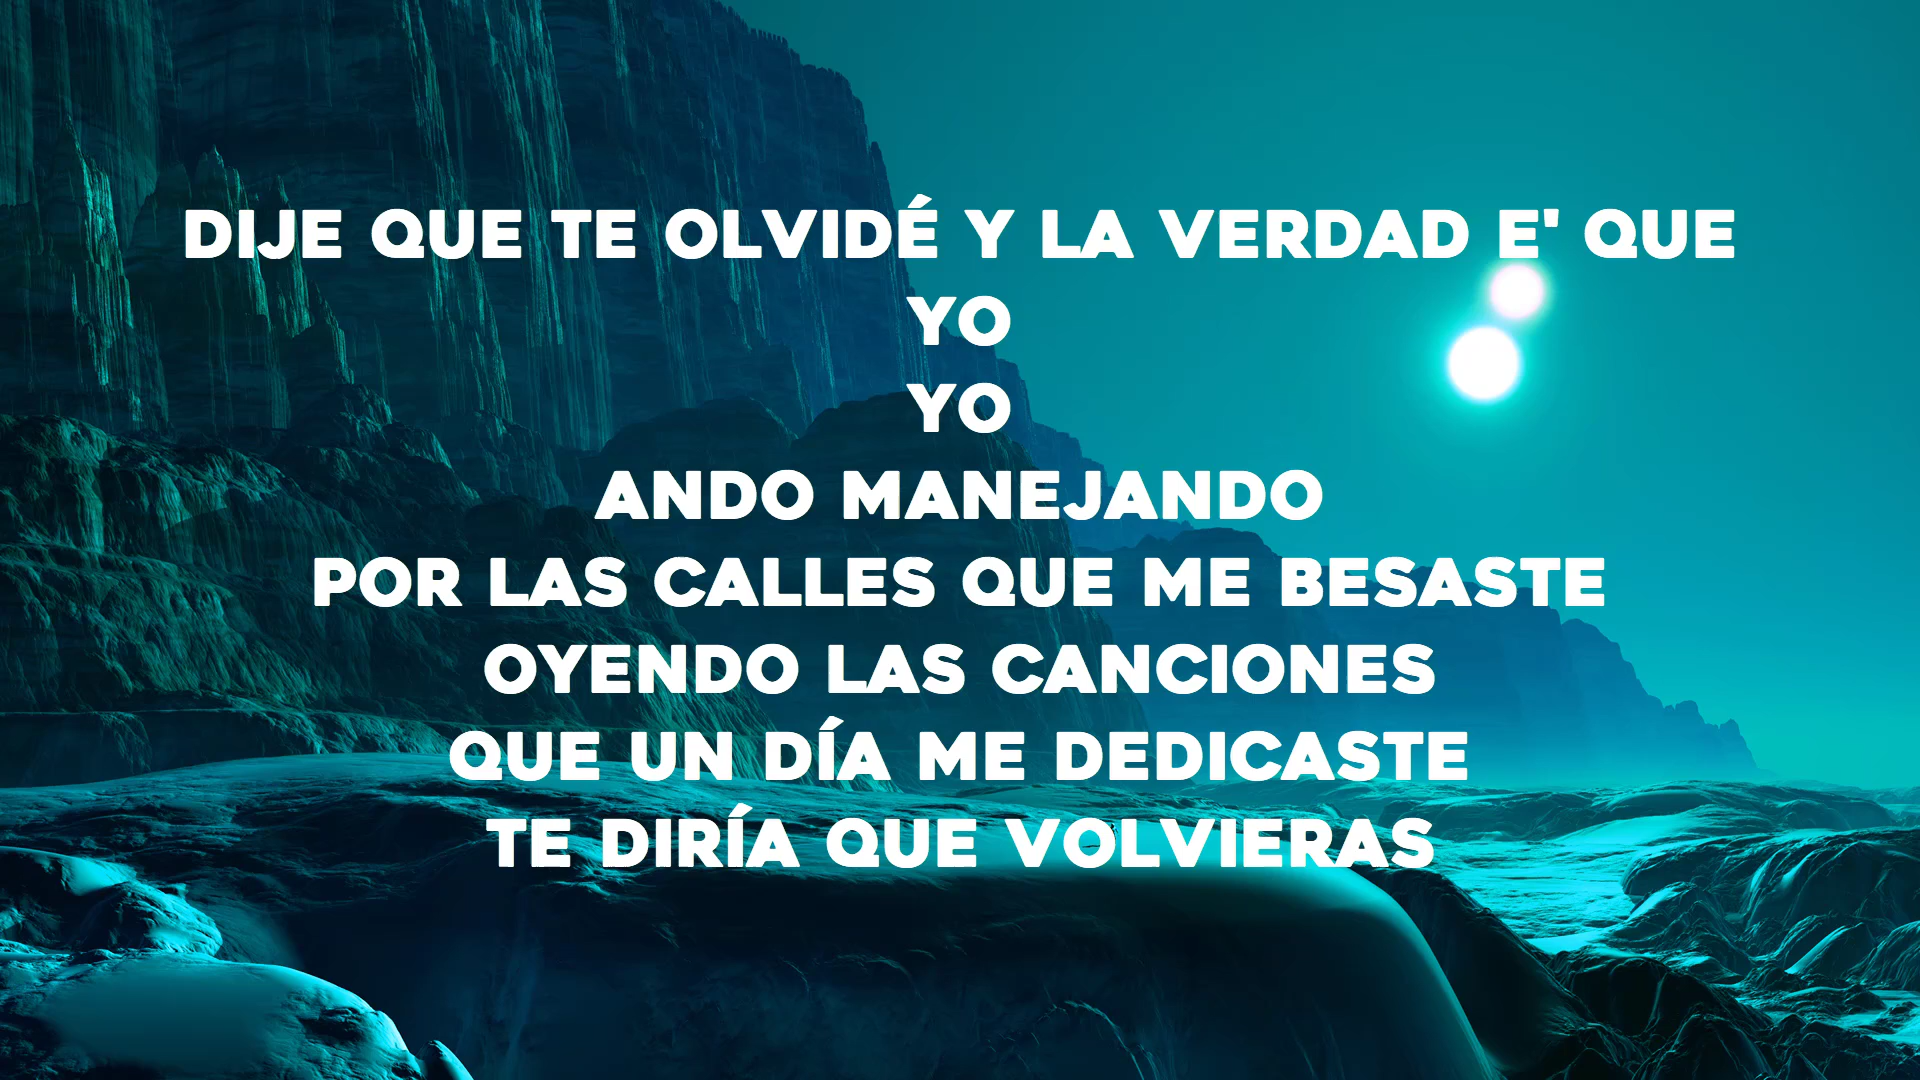 DIJE QUE TE OLVIDÉ Y LA VERDAD E' QUE
YO
YO
ANDO MANEJANDO
POR LAS CALLES QUE ME BESASTE
OYENDO LAS CANCIONES
QUE UN DÍA ME DEDICASTE
TE DIRÍA QUE VOLVIERAS